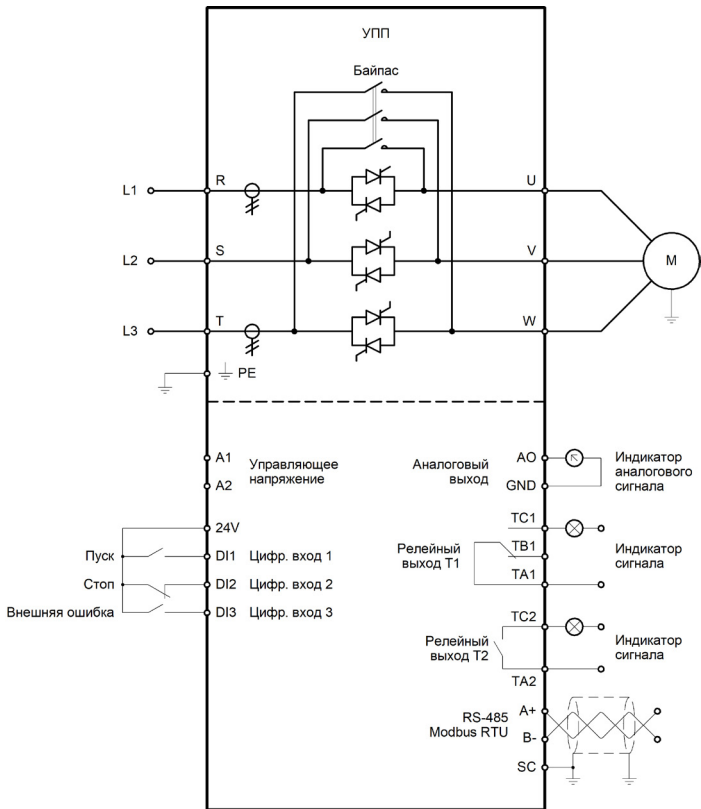 УПП
Байпас
L1
R
U
L2
S
V
M
L3
T
W
PE
A1
Управляющее
напряжение
A2
Аналоговый
выход
AO
GND
Индикатор
аналогового
сигнала
24V
Пуск
DI1 Цифр. вход 1
Стоп
DI2 Цифр. вход 2
Внешняя ошибка
DI3 Цифр. вход 3
TC1
Релейный
выход T1
TB1
TA1
Индикатор
сигнала
TC2
Релейный
выход T2
TA2
Индикатор
сигнала
RS-485
Modbus RTU
A+
B-
SC